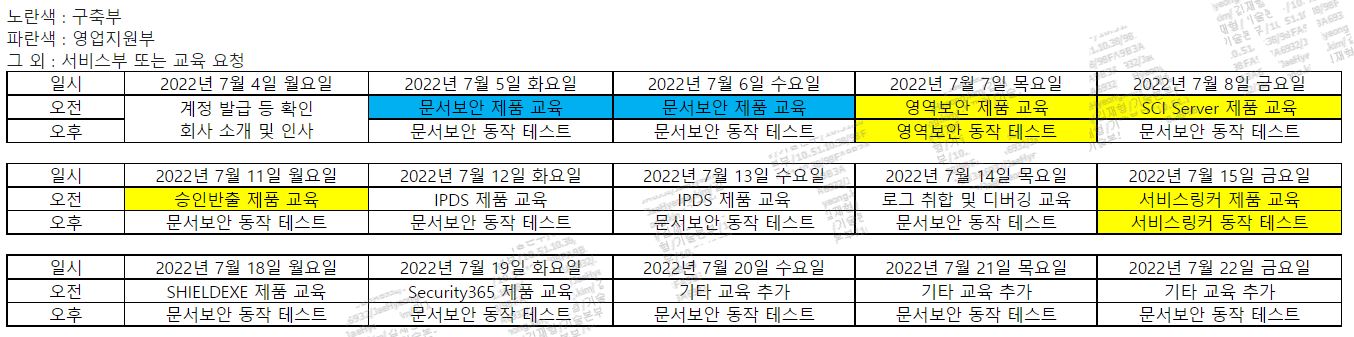 노란색 : 구축부
파란색 : 영업지원부
그 외 : 서비스부 또는 교육 요청
일시 2022년 7월 4일 월요일 2022년 7월 5일 화요일 2022년 7월 6일 수요일 2022년 7월 7일 목요일 2022년 7월 8일 금요일
오전 계정 발급 등 확인 문서보안 제품 교육 문서보안 제품 교육 영역보안 제품 교육 SCI Server 제품 교육
오후 회사 소개 및 인사 문서보안 동작 테스트 문서보안 동작 테스트 영역보안 동작 테스트 문서보안 동작 테스트
일시 2022년 7월 11일 월요일 2022년 7월 12일 화요일 2022년 7월 13일 수요일 2022년 7월 14일 목요일 2022년 7월 15일 금요일
오전 승인반출 제품 교육 IPDS 제품 교육 IPDS 제품 교육 로그 취합 및 디버깅 교육 서비스링커 제품 교육
오후 문서보안 동작 테스트 문서보안 동작 테스트 문서보안 동작 테스트 문서보안 동작 테스트 서비스링커 동작 테스트
일시 2022년 7월 18일 월요일 2022년 7월 19일 화요일 2022년 7월 20일 수요일 2022년 7월 21일 목요일 2022년 7월 22일 금요일
오전 SHIELDEXE 제품 교육 Security365 제품 교육 기타 교육 추가 기타 교육 추가 기타 교육 추가
오후 문서보안 동작 테스트 문서보안 동작 테스트 문서보안 동작 테스트 문서보안 동작 테스트 문서보안 동작 테스트